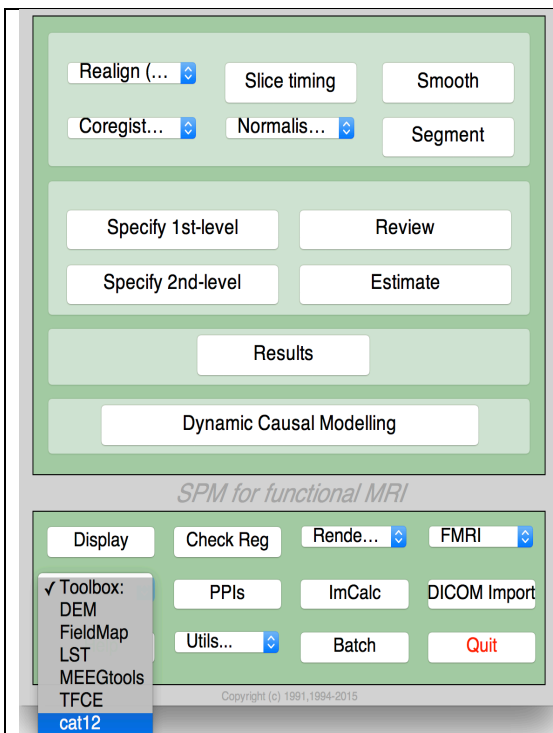 Realign (...
Slice timing
Smooth
Coregist...
Normalis...
Segment
Specify 1st-level
Review
Specify 2nd-level
Estimate
Results
Dynamic Causal Modelling
SPM for functional MRI
Display
Check Reg
Rende...
FMRI
✓ Toolbox:
PPIs
ImCalc
DICOM Import
DEM
FieldMap
LST
MEEGtools
TFCE
cat12
Utils...
Batch
Quit
Copyright (c) 1991,1994-2015